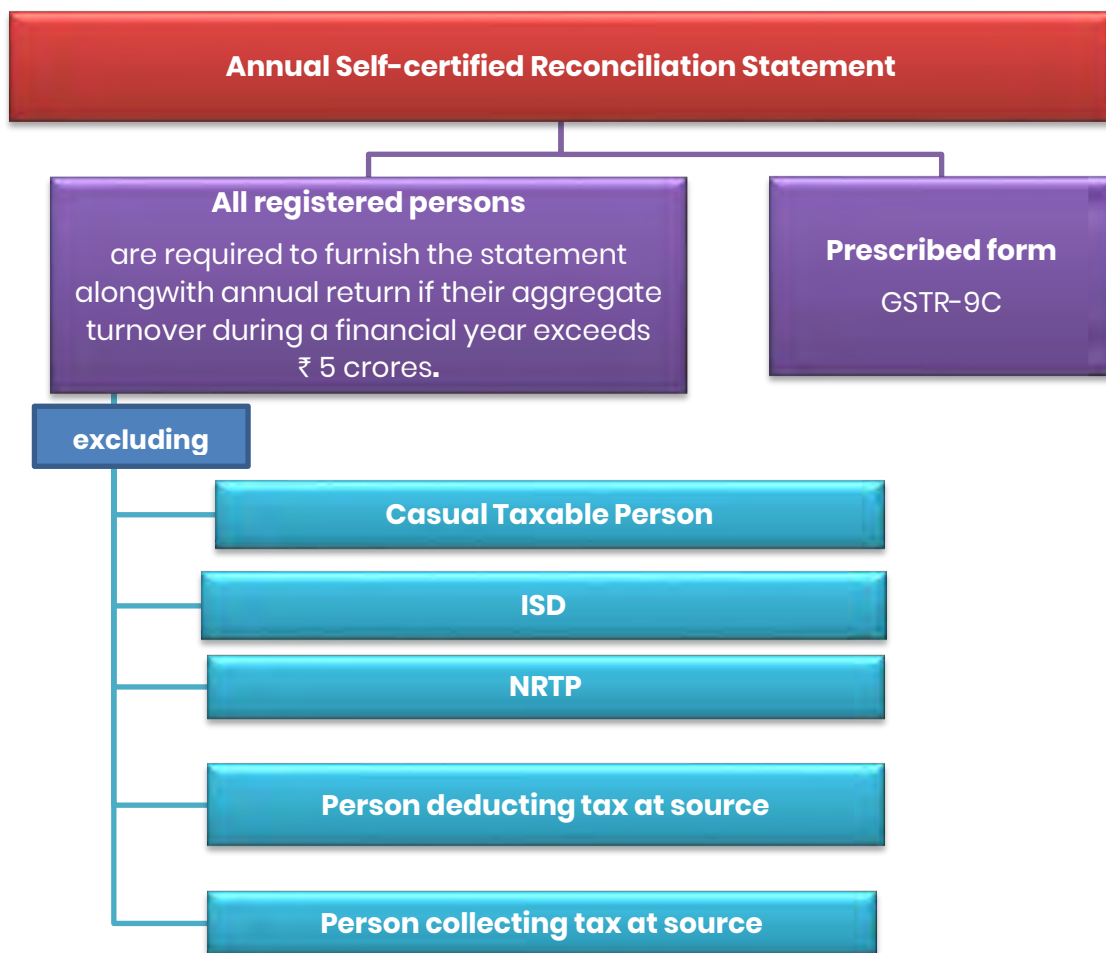 Annual Self-certified Reconciliation Statement
All registered persons
are required to furnish the statement
alongwith annual return if their aggregate
turnover during a financial year exceeds
₹ 5 crores.
Prescribed form
GSTR-9C
excluding
Casual Taxable Person
ISD
NRTP
Person deducting tax at source
Person collecting tax at source